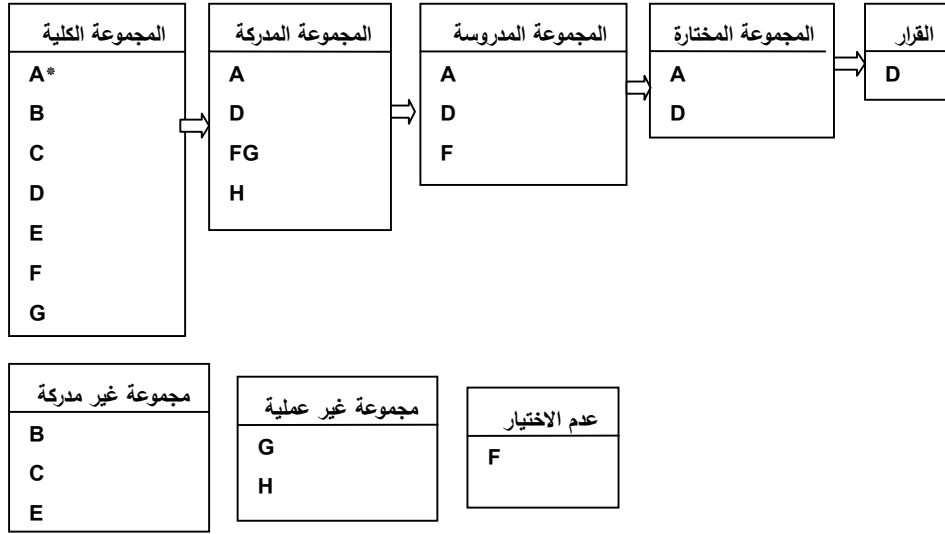 المجموعة الكلية
A*
B
C
D
E
F
G
المجموعة المدركة
A
D
FG
H
المجموعة المدروسة
A
D
F
المجموعة المختارة
A
D
القرار
D
مجموعة غير مدركة
B
C
E
مجموعة غير عملية
G
H
عدم الاختيار
F